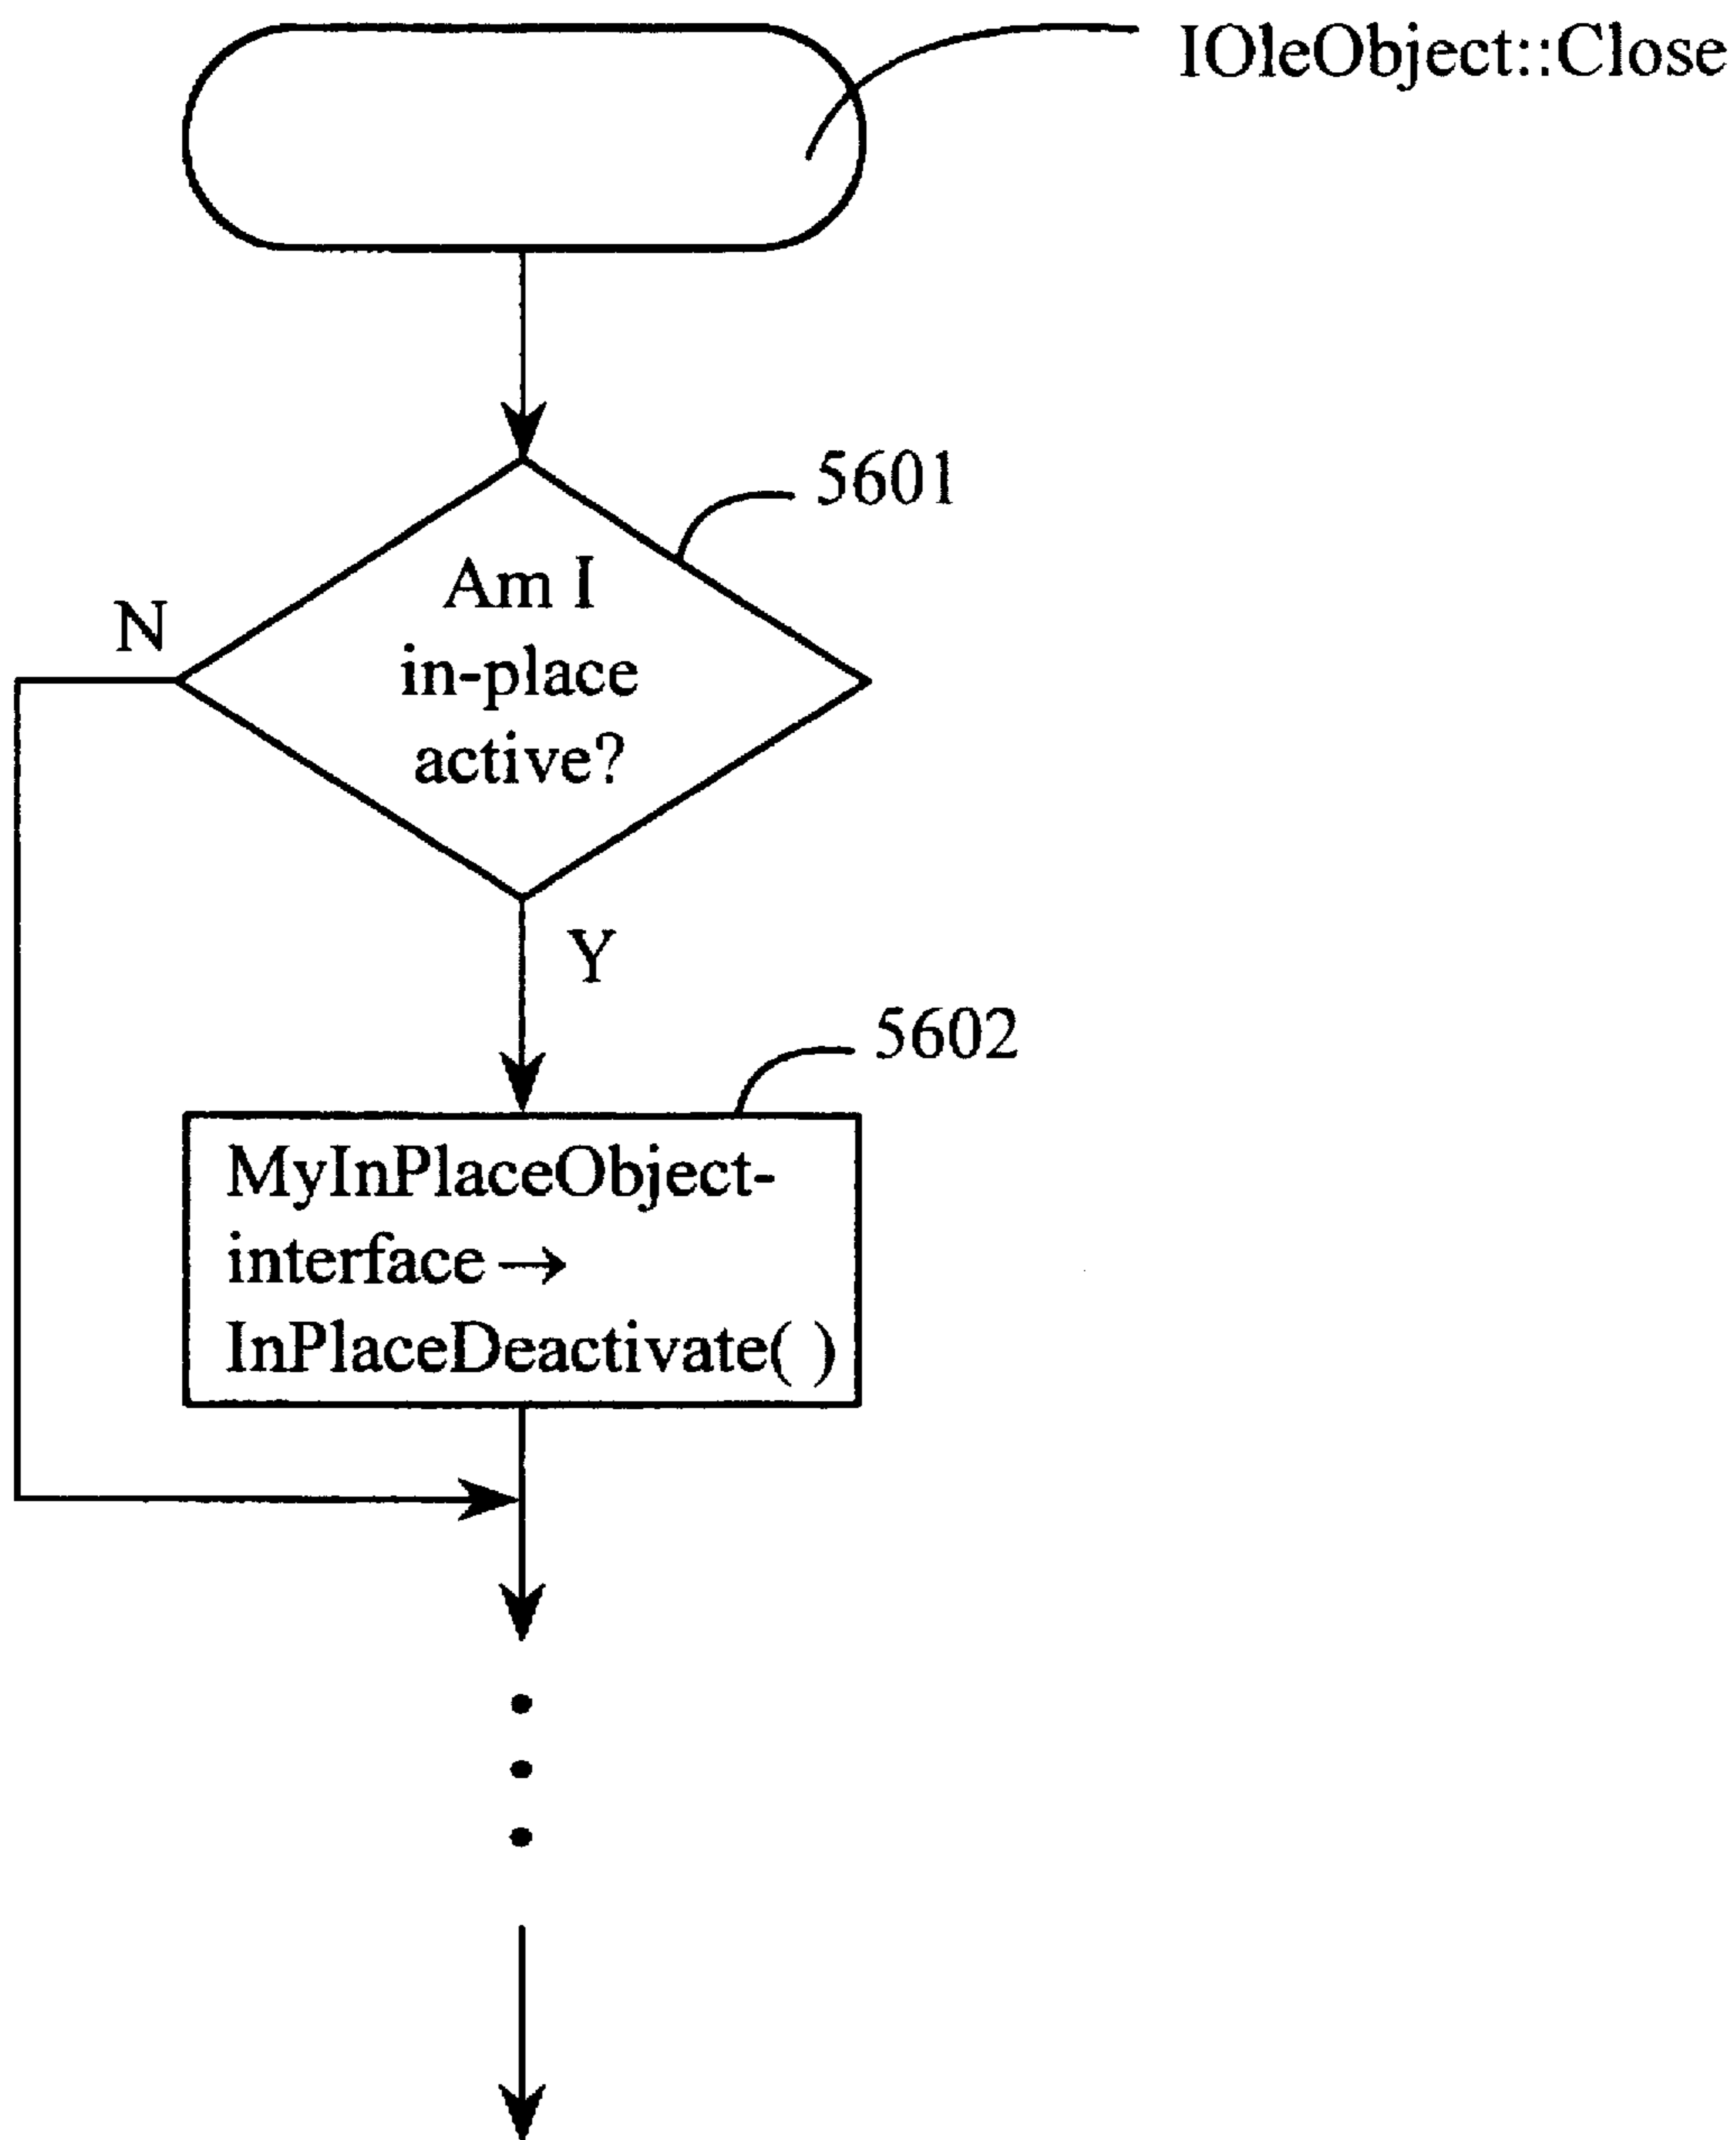 IOleObject::Close
5601
Am I
in-place
active?
N
Y
5602
MyInPlaceObject-
interface →
InPlaceDeactivate( )